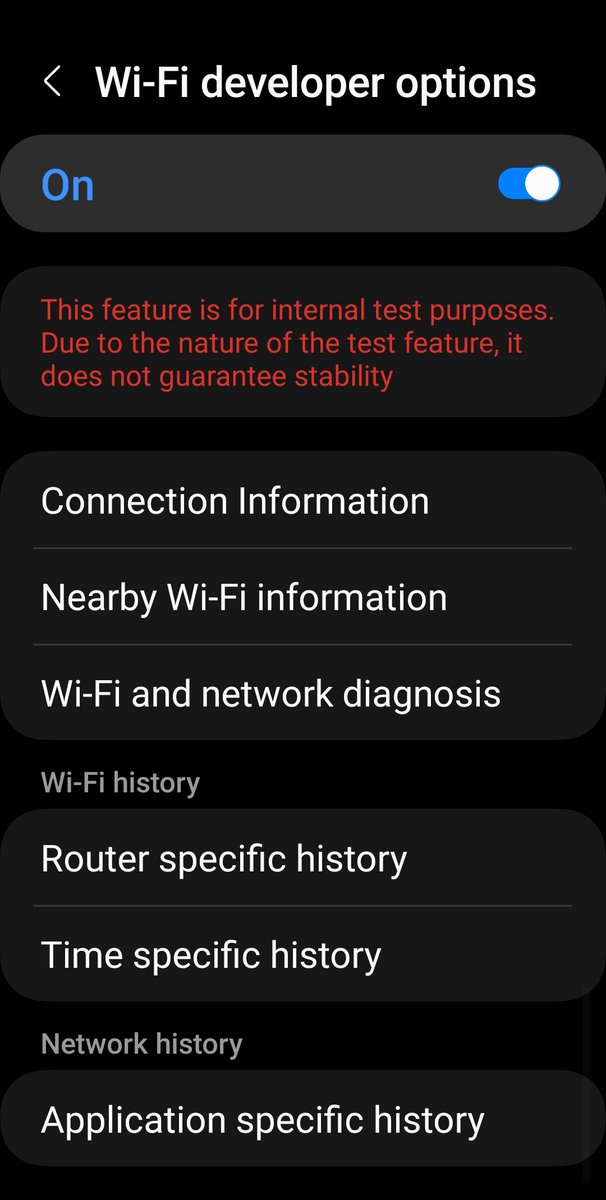 Wi-Fi developer options
On
This feature is for internal test purposes.
Due to the nature of the test feature, it
does not guarantee stability
Connection Information
Nearby Wi-Fi information
Wi-Fi and network diagnosis
Wi-Fi history
Router specific history
Time specific history
Network history
Application specific history